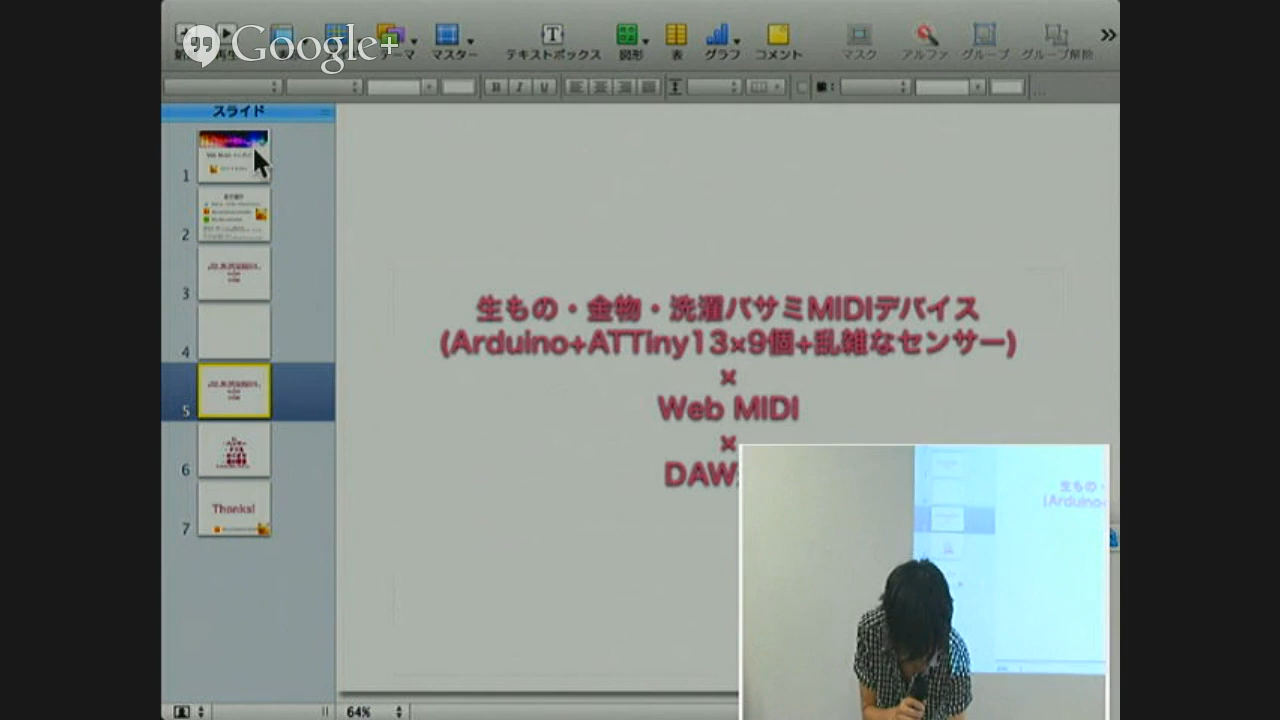 Google+
テーマ マスター テキストボックス 図形 表 グラフ コメント マスク アルファ グループ グループ解除
B I U
スライド
1
2
3
4
5
6
Thanks!
7
生もの・金物・洗濯バサミMIDIデバイス
(Arduino+ATTiny13×9個+乱雑なセンサー)
×
Web MIDI
×
DAW
生もの・
(Arduino+
64%